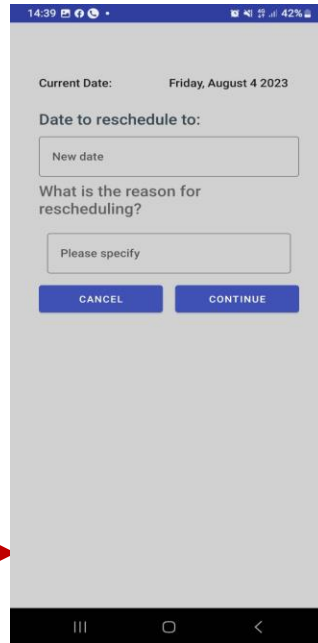 14:39
42%
Current Date: Friday, August 4 2023
Date to reschedule to:
New date
What is the reason for
rescheduling?
Please specify
CANCEL CONTINUE